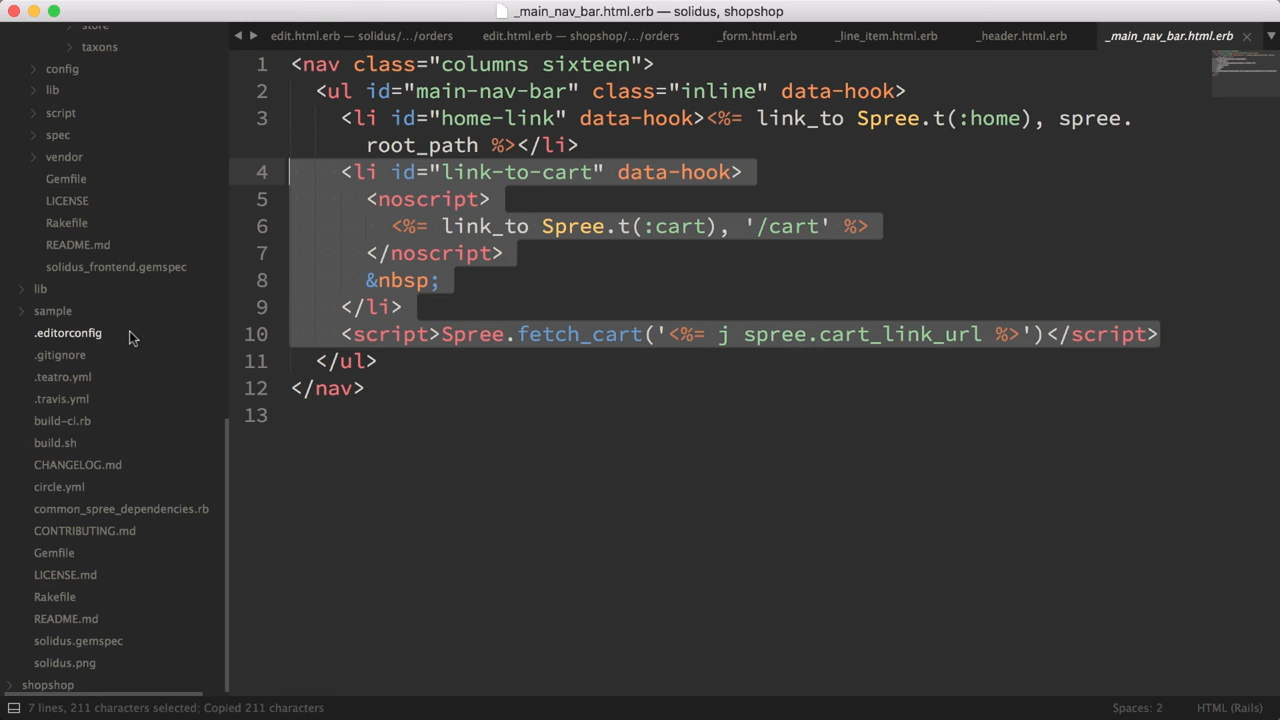 _main_nav_bar.html.erb — solidus, shopshop
store
taxons
config
lib
script
spec
vendor
Gemfile
LICENSE
Rakefile
README.md
solidus_frontend.gemspec
lib
sample
.editorconfig
.gitignore
.teatro.yml
.travis.yml
build-ci.rb
build.sh
CHANGELOG.md
circle.yml
common_spree_dependencies.rb
CONTRIBUTING.md
Gemfile
LICENSE.md
Rakefile
README.md
solidus.gemspec
solidus.png
shopshop
edit.html.erb — solidus/.../orders
edit.html.erb — shopshop/.../orders
_form.html.erb
_line_item.html.erb
_header.html.erb
_main_nav_bar.html.erb
1 <nav class="columns sixteen">
2 <ul id="main-nav-bar" class="inline" data-hook>
3 <li id="home-link" data-hook><%= link_to Spree.t(:home), spree.
root_path %></li>
4 <li id="link-to-cart" data-hook>
5 <noscript>
6 <%= link_to Spree.t(:cart), '/cart' %>
7 </noscript>
8 &nbsp;
9 </li>
10 <script>Spree.fetch_cart('<%= j spree.cart_link_url %>')</script>
11 </ul>
12 </nav>
13
7 lines, 211 characters selected; Copied 211 characters
Spaces: 2
HTML (Rails)